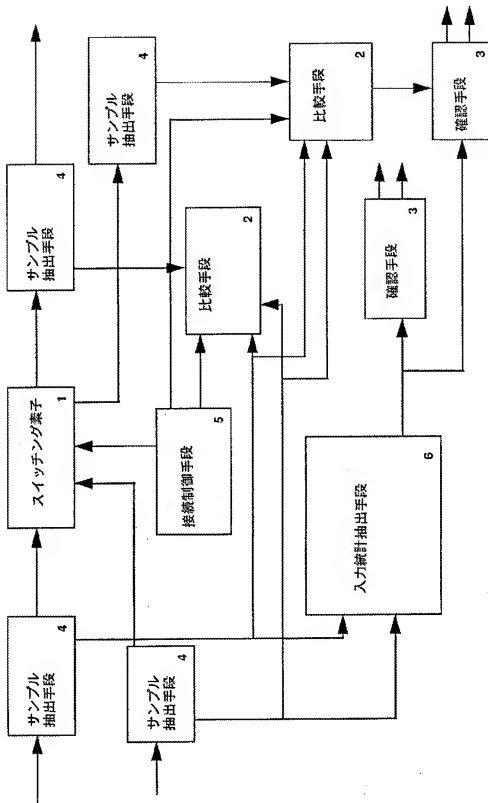 サンプル
抽出手段
4
スイッチング素子
1
サンプル
抽出手段
4
サンプル
抽出手段
4
サンプル
抽出手段
4
接続制御手段
5
比較手段
2
比較手段
2
入力統計抽出手段
6
確認手段
3
確認手段
3